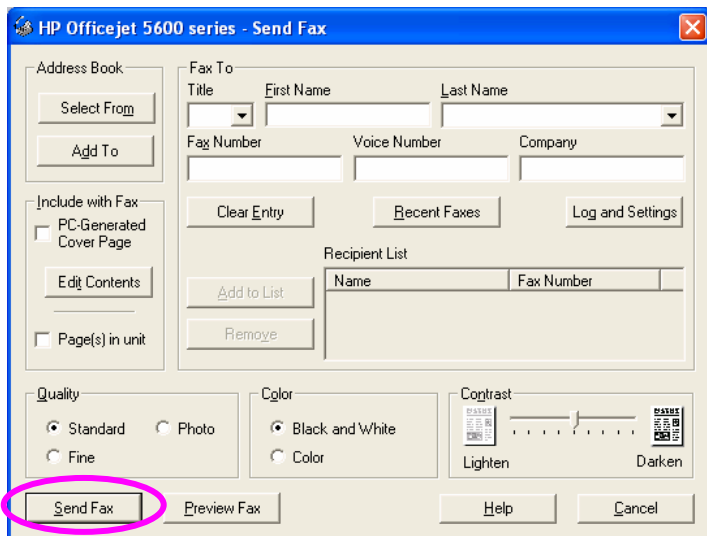 HP Officejet 5600 series - Send Fax
Address Book
Select From
Add To
Fax To
Title First Name Last Name
Fax Number Voice Number Company
Include with Fax
PC-Generated
Cover Page
Edit Contents
Page(s) in unit
Clear Entry Recent Faxes Log and Settings
Recipient List
Add to List
Remove
Name Fax Number
Quality
Standard Photo
Fine
Color
Black and White
Color
Contrast
Lighten Darken
Send Fax Preview Fax Help Cancel